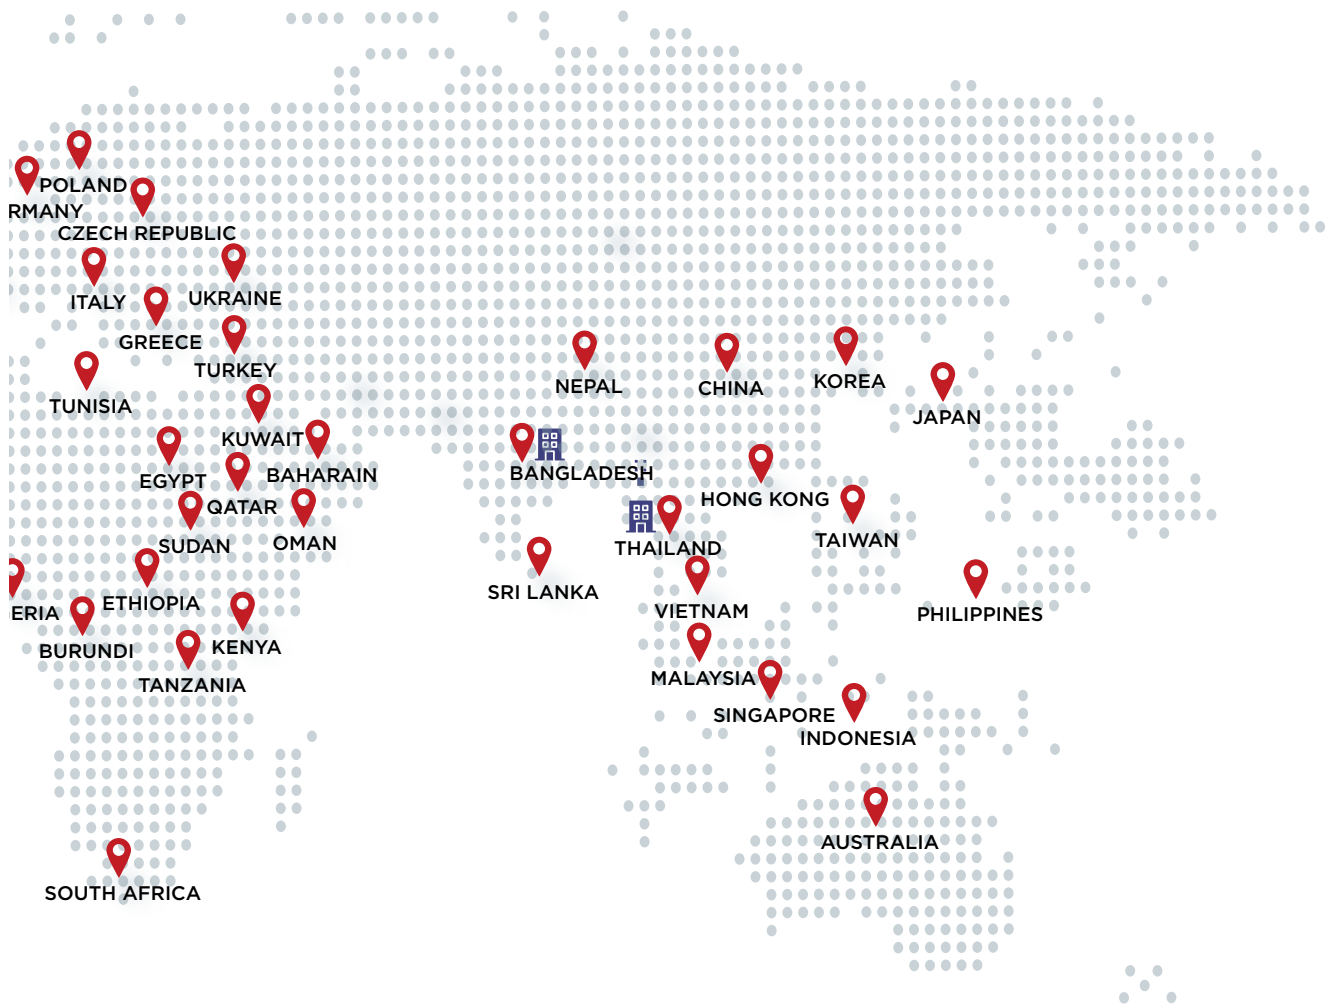 POLAND
RMANY
CZECH REPUBLIC
ITALY
UKRAINE
GREECE
TURKEY
NEPAL
CHINA
KOREA
TUNISIA
JAPAN
KUWAIT
BAHARAIN
BANGLADESH
EGYPT
QATAR
HONG KONG
SUDAN
OMAN
TAIWAN
THAILAND
SRI LANKA
ERIA
ETHIOPIA
VIETNAM
PHILIPPINES
BURUNDI
KENYA
MALAYSIA
TANZANIA
SINGAPORE
INDONESIA
AUSTRALIA
SOUTH AFRICA